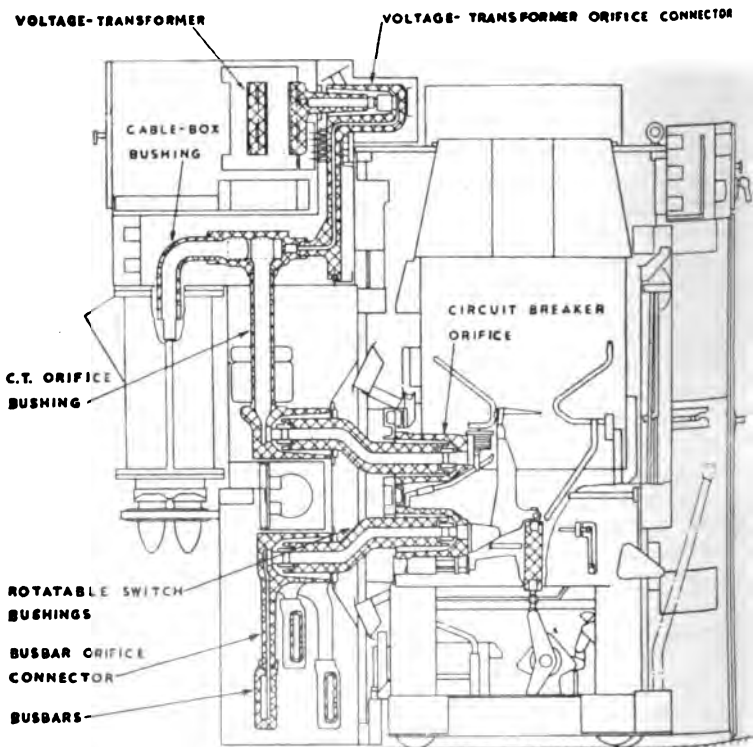 VOLTAGE-TRANSFORMER
VOLTAGE-TRANSFORMER ORIFICE CONNECTOR
CABLE-BOX
BUSHING
CIRCUIT BREAKER
ORIFICE
C.T. ORIFICE
BUSHING
ROTATABLE SWITCH
BUSHINGS
BUSBAR ORIFICE
CONNECTOR
BUSBARS